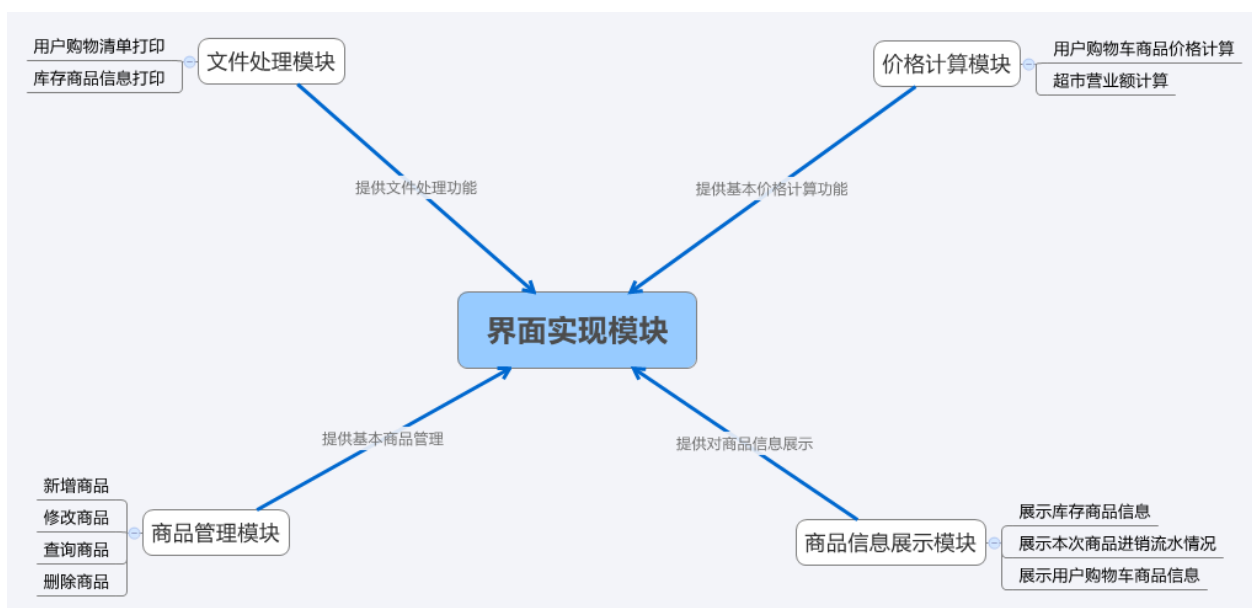 用户购物清单打印
库存商品信息打印
文件处理模块
价格计算模块
用户购物车商品价格计算
超市营业额计算
提供文件处理功能
提供基本价格计算功能
界面实现模块
提供基本商品管理
提供对商品信息展示
新增商品
修改商品
查询商品
删除商品
商品管理模块
商品信息展示模块
展示库存商品信息
展示本次商品进销流水情况
展示用户购物车商品信息